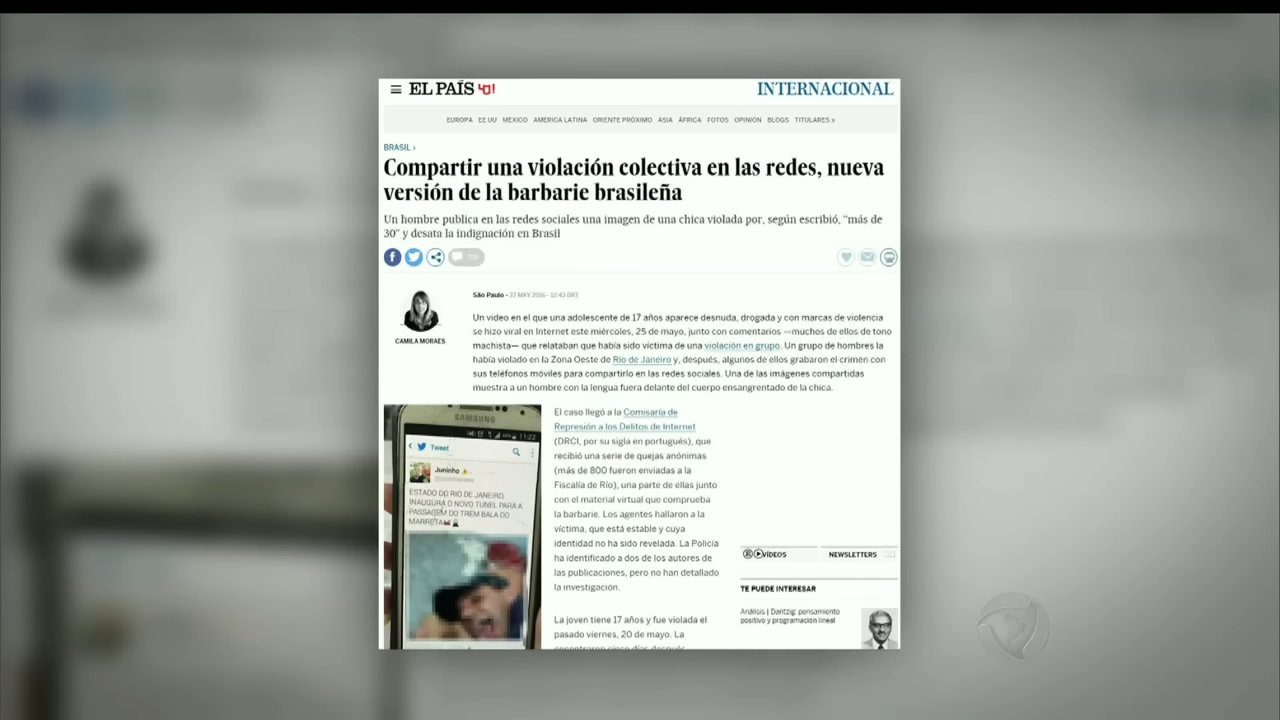 EL PAÍS
INTERNACIONAL
EUROPA EE UU MÉXICO AMÉRICA LATINA ORIENTE PRÓXIMO ASIA ÁFRICA FOTOS OPINIÓN BLOGS TITULARES »
BRASIL ›
Compartir una violación colectiva en las redes, nueva
versión de la barbarie brasileña
Un hombre publica en las redes sociales una imagen de una chica violada por, según escribió, "más de
30" y desata la indignación en Brasil
CAMILA MORAES
São Paulo - 27 MAY 2016 - 12:43 BRT
Un video en el que una adolescente de 17 años aparece desnuda, drogada y con marcas de violencia
se hizo viral en Internet este miércoles, 25 de mayo, junto con comentarios —muchos de ellos de tono
machista— que relataban que había sido víctima de una violación en grupo. Un grupo de hombres la
había violado en la Zona Oeste de Río de Janeiro y, después, algunos de ellos grabaron el crimen con
sus teléfonos móviles para compartirlo en las redes sociales. Una de las imágenes compartidas
muestra a un hombre con la lengua fuera delante del cuerpo ensangrentado de la chica.
SAMSUNG
11:22
Tweet
Juninho
ESTADO DO RIO DE JANEIRO,
INAUGURA O NOVO TUNEL PARA A
PASSAGEM DO TREM BALA DO
MARRETA
El caso llegó a la Comisaría de
Represión a los Delitos de Internet
(DRCI, por su sigla en portugués), que
recibió una serie de quejas anónimas
(más de 800 fueron enviadas a la
Fiscalía de Río), una parte de ellas junto
con el material virtual que comprueba
la barbarie. Los agentes hallaron a la
víctima, que está estable y cuya
identidad no ha sido revelada. La Policía
ha identificado a dos de los autores de
las publicaciones, pero no han detallado
la investigación.
La joven tiene 17 años y fue violada el
pasado viernes, 20 de mayo. La
encontraron cinco días después
VÍDEOS
NEWSLETTERS
TE PUEDE INTERESAR
Análisis | Dantzig: pensamiento
positivo y programación lineal